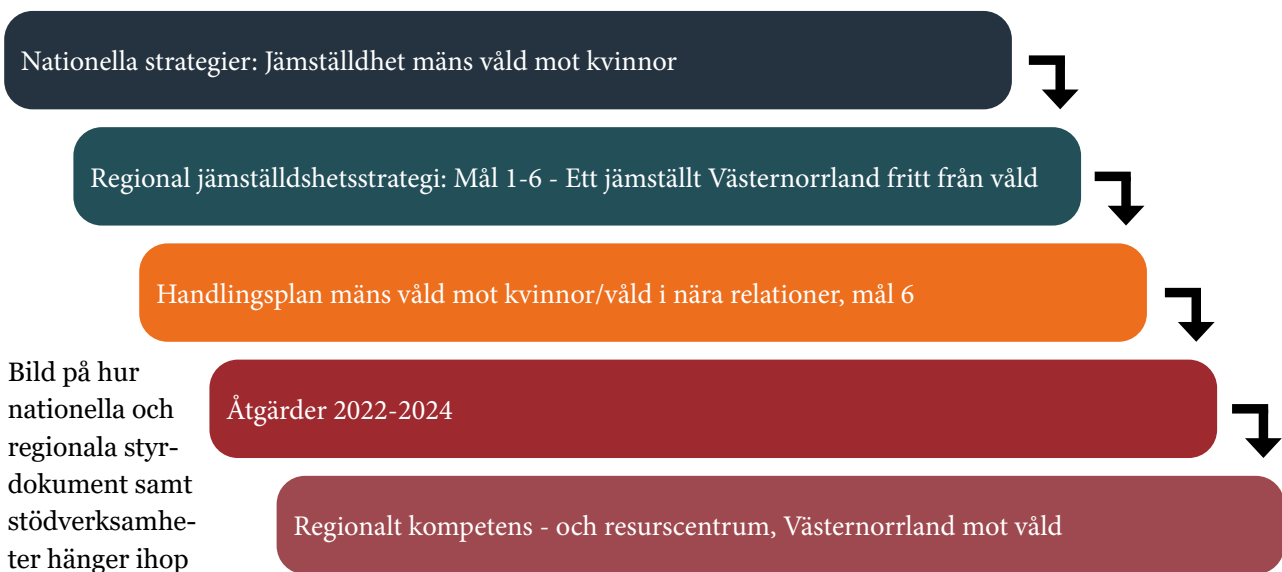 Nationella strategier: Jämställdhet mäns våld mot kvinnor
Regional jämställdshetsstrategi: Mål 1-6 - Ett jämställt Västernorrland fritt från våld
Handlingsplan mäns våld mot kvinnor/våld i nära relationer, mål 6
Åtgärder 2022-2024
Regionalt kompetens - och resurscentrum, Västernorrland mot våld
Bild på hur
nationella och
regionala styr-
dokument samt
stödverksamhe-
ter hänger ihop